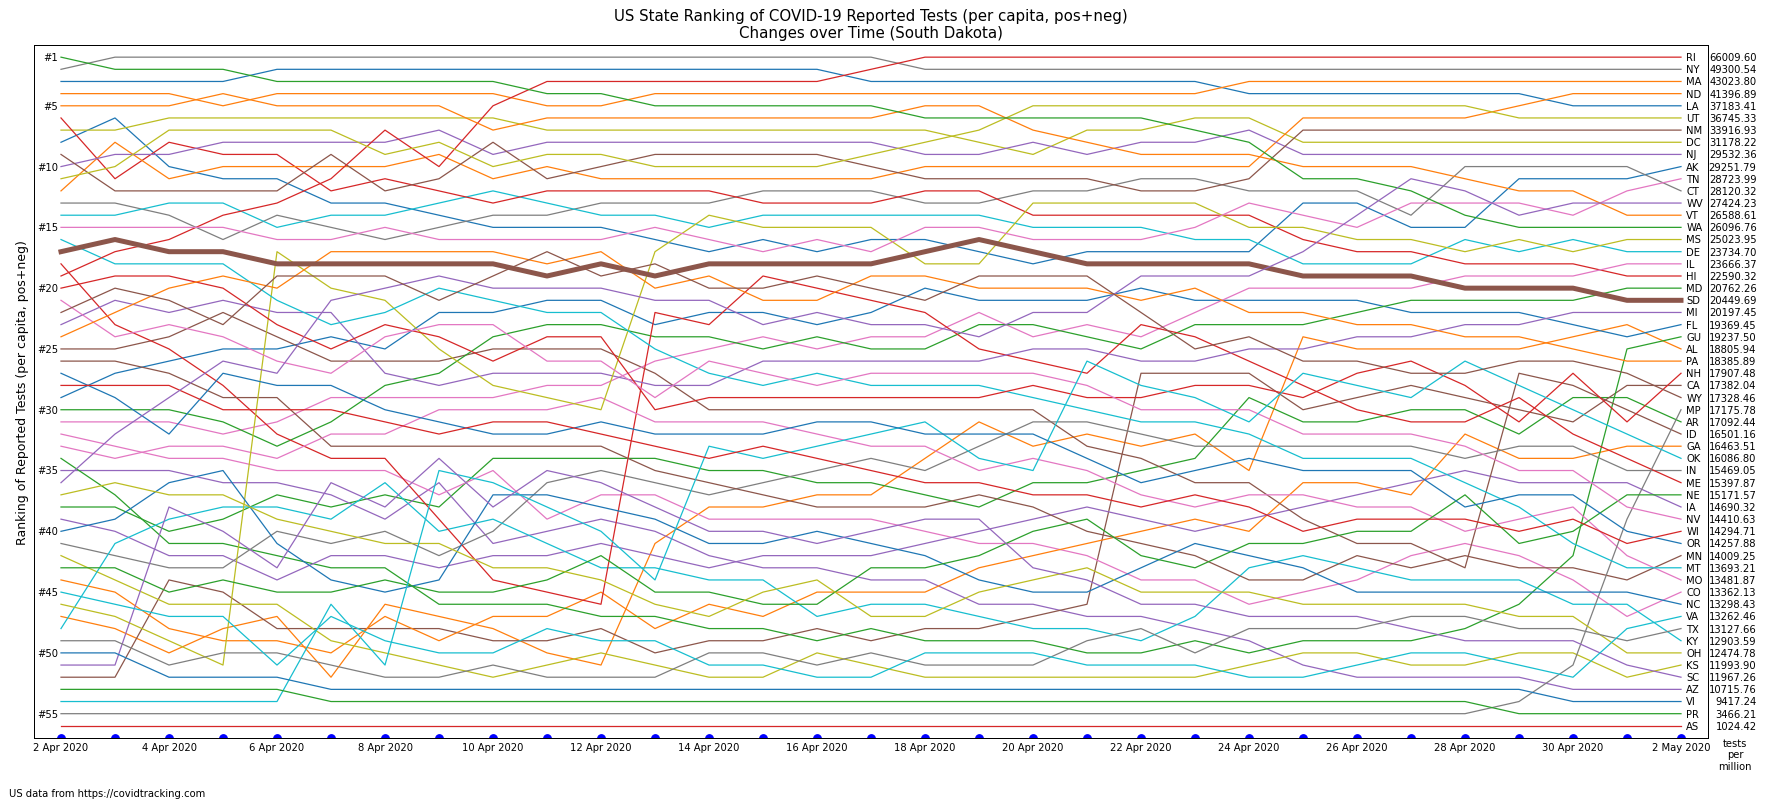 US State Ranking of COVID-19 Reported Tests (per capita, pos+neg)
Changes over Time (South Dakota)
Ranking of Reported Tests (per capita, pos+neg)
#1
#5
#10
#15
#20
#25
#30
#35
#40
#45
#50
#55
RI 66009.60
NY 49300.54
MA 43023.80
ND 41396.89
LA 37183.41
UT 36745.33
NM 33916.93
DC 31178.22
NJ 29532.36
AK 29251.79
TN 28723.99
CT 28120.32
WV 27424.23
VT 26588.61
WA 26096.76
MS 25023.95
DE 23734.70
IL 23666.37
HI 22590.32
MD 20762.26
SD 20449.69
MI 20197.45
FL 19369.45
GU 19237.50
AL 18805.94
PA 18385.89
NH 17907.48
CA 17382.04
WY 17328.46
MP 17175.78
AR 17092.44
ID 16501.16
GA 16463.51
OK 16086.80
IN 15469.05
ME 15397.87
NE 15171.57
IA 14690.32
NV 14410.63
WI 14294.71
OR 14257.88
MN 14009.25
MT 13693.21
MO 13481.87
CO 13362.13
NC 13298.43
VA 13262.46
TX 13127.66
KY 12903.59
OH 12474.78
KS 11993.90
SC 11967.26
AZ 10715.76
VI 9417.24
PR 3466.21
AS 1024.42
2 Apr 2020 4 Apr 2020 6 Apr 2020 8 Apr 2020 10 Apr 2020 12 Apr 2020 14 Apr 2020 16 Apr 2020 18 Apr 2020 20 Apr 2020 22 Apr 2020 24 Apr 2020 26 Apr 2020 28 Apr 2020 30 Apr 2020 2 May 2020
tests
per
million
US data from https://covidtracking.com